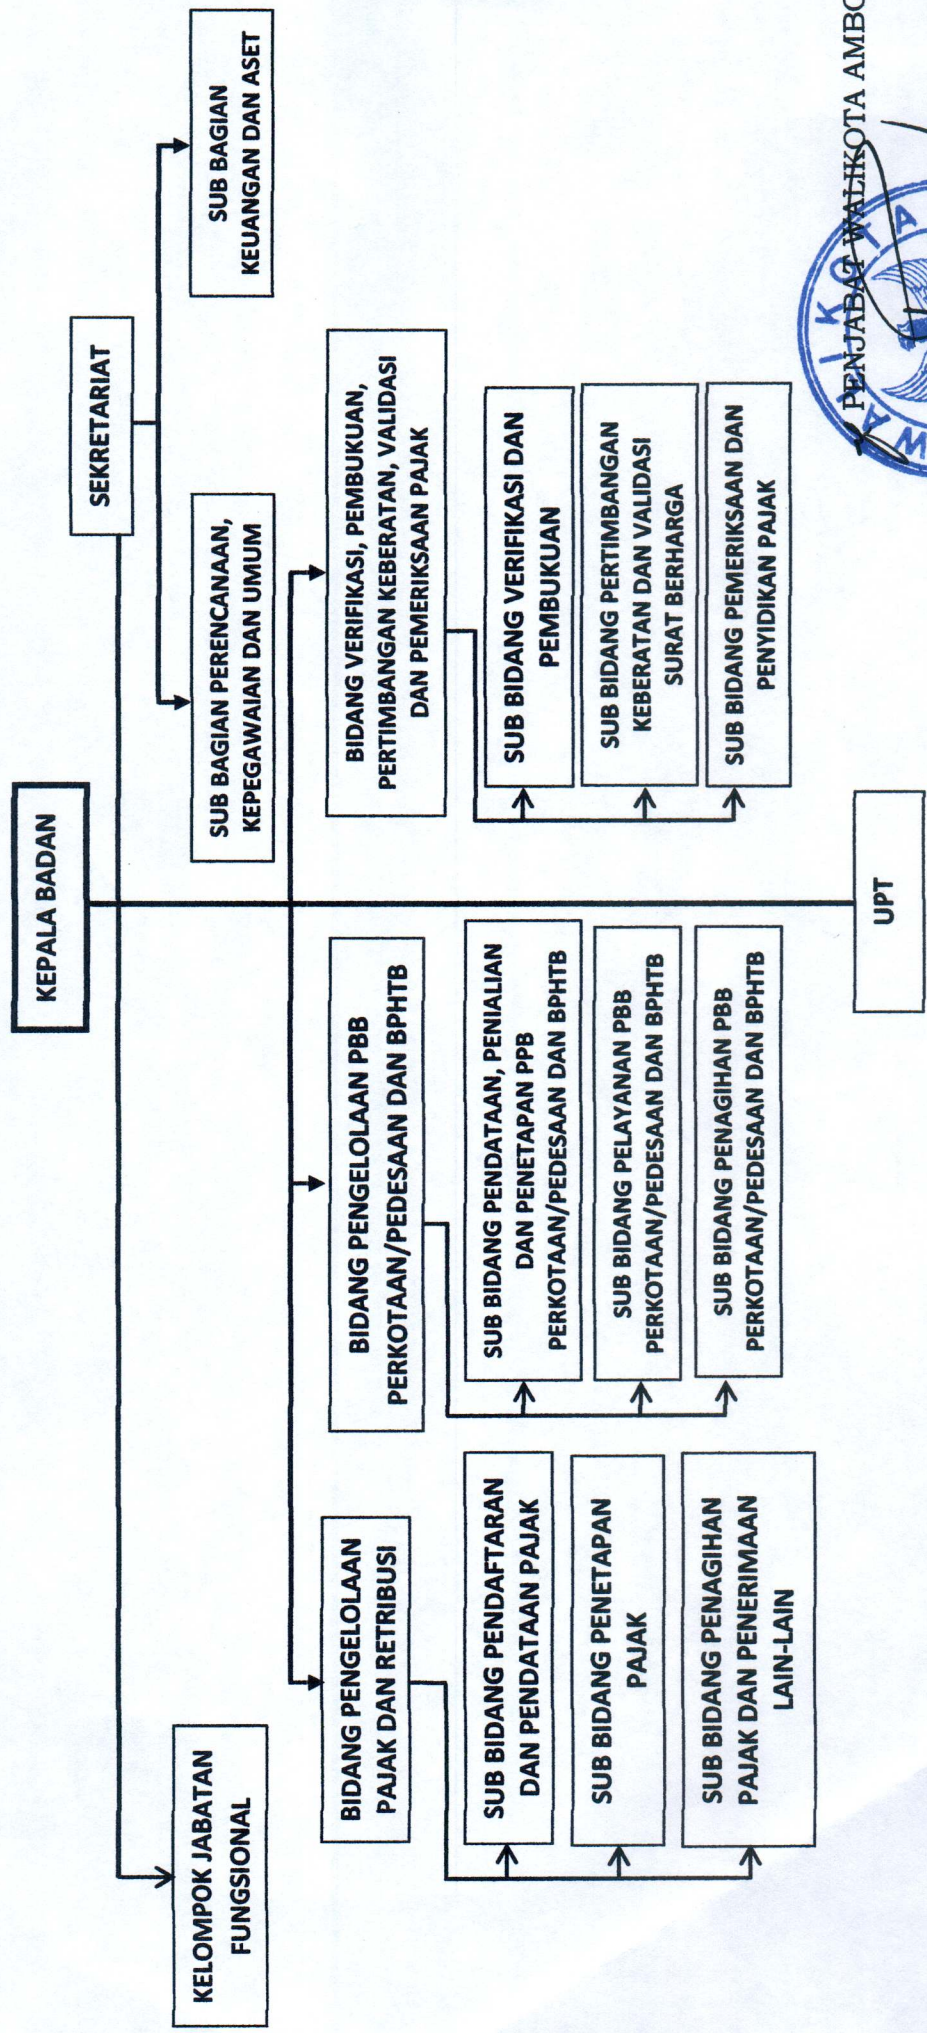 KEPALA BADAN
SEKRETARIAT
KELOMPOK JABATAN
FUNGSIONAL
SUB BAGIAN PERENCANAAN,
KEPEGAWAIAN DAN UMUM
SUB BAGIAN
KEUANGAN DAN ASET
BIDANG PENGELOLAAN
PAJAK DAN RETRIBUSI
SUB BIDANG PENDAFTARAN
DAN PENDATAAN PAJAK
SUB BIDANG PENETAPAN
PAJAK
SUB BIDANG PENAGIHAN
PAJAK DAN PENERIMAAN
LAIN-LAIN
BIDANG PENGELOLAAN PBB
PERKOTAAN/PEDESAAN DAN BPHTB
SUB BIDANG PENDATAAN, PENIALIAN
DAN PENETAPAN PPB
PERKOTAAN/PEDESAAN DAN BPHTB
SUB BIDANG PELAYANAN PBB
PERKOTAAN/PEDESAAN DAN BPHTB
SUB BIDANG PENAGIHAN PBB
PERKOTAAN/PEDESAAN DAN BPHTB
BIDANG VERIFIKASI, PEMBUKUAN,
PERTIMBANGAN KEBERATAN, VALIDASI
DAN PEMERIKSAAN PAJAK
SUB BIDANG VERIFIKASI DAN
PEMBUKUAN
SUB BIDANG PERTIMBANGAN
KEBERATAN DAN VALIDASI
SURAT BERHARGA
SUB BIDANG PEMERIKSAAN DAN
PENYIDIKAN PAJAK
UPT
PENJABAT WALIKOTA AMBO
WALIKOTA